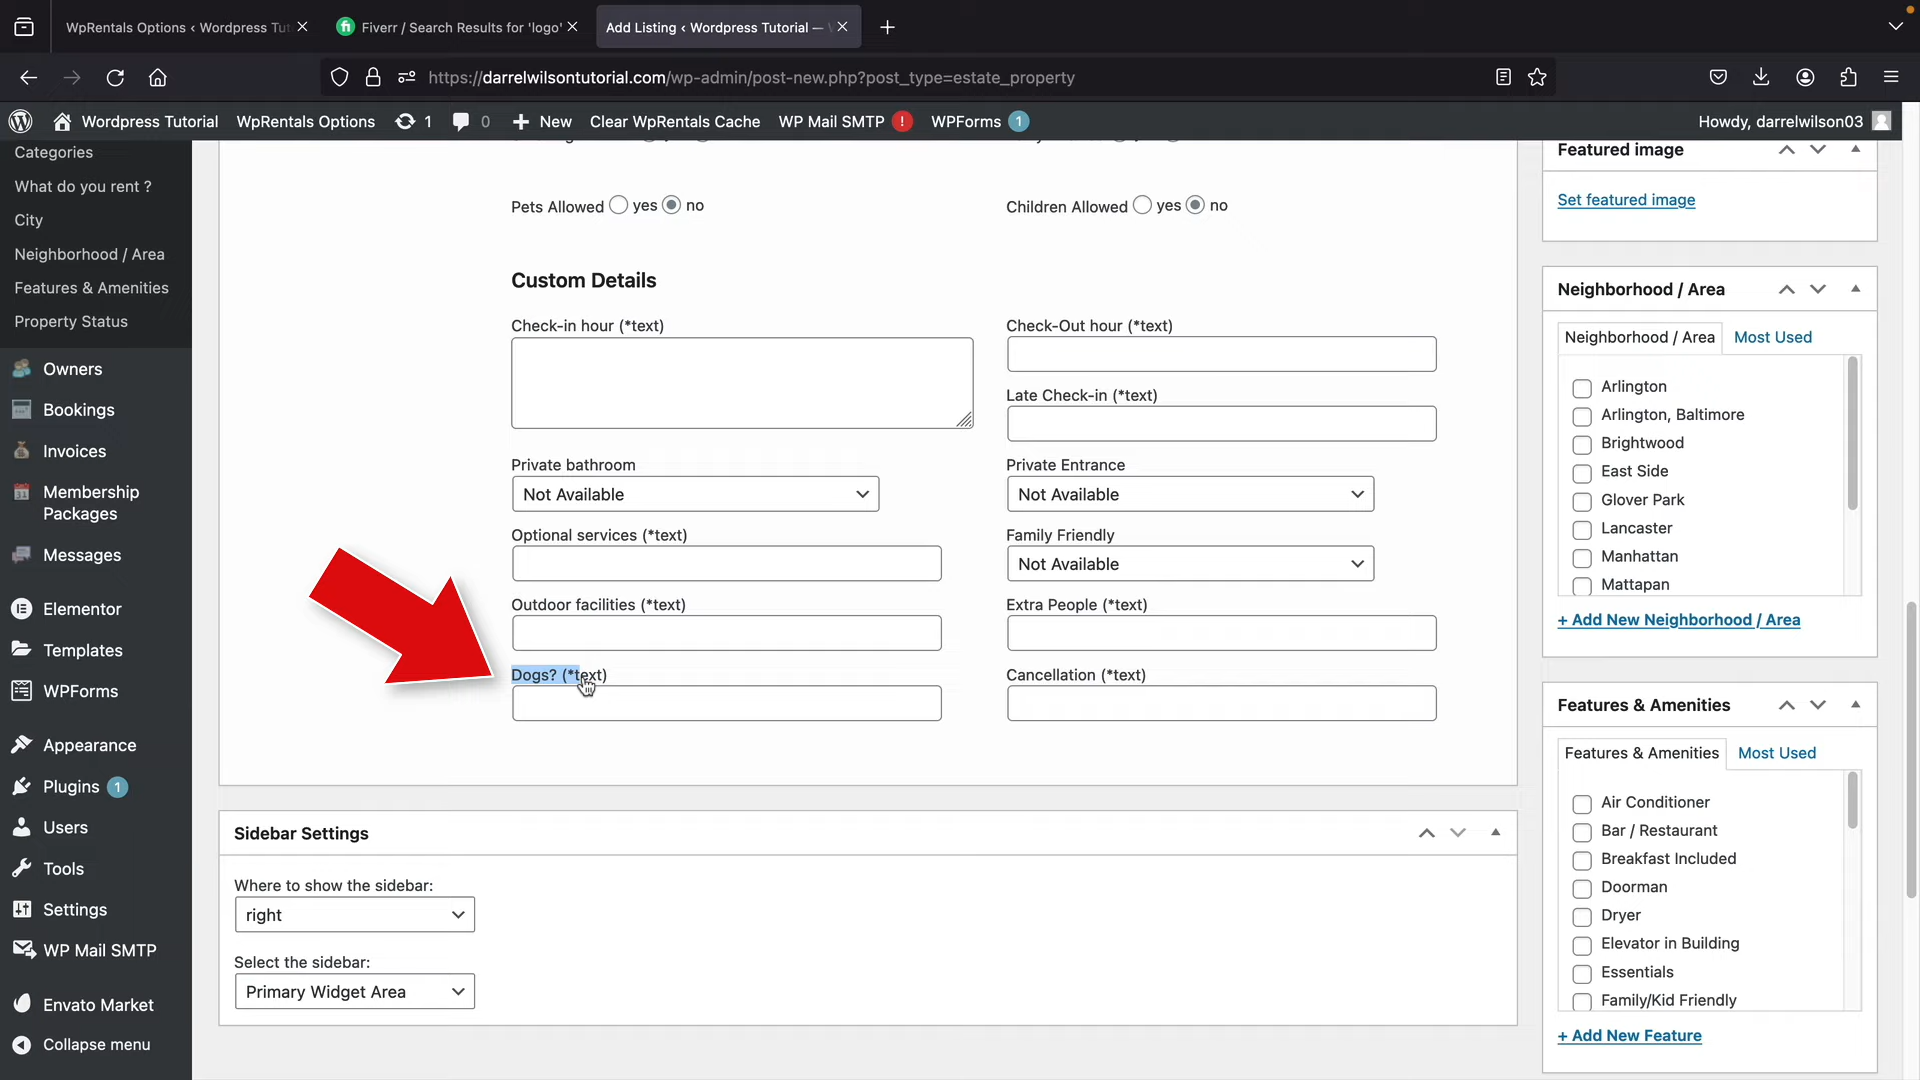 WpRentals Options ‹ Wordpress Tut
Fiverr / Search Results for 'logo'
Add Listing ‹ Wordpress Tutorial —
https://darrelwilsontutorial.com/wp-admin/post-new.php?post_type=estate_property
Wordpress Tutorial
WpRentals Options
1
0
New
Clear WpRentals Cache
WP Mail SMTP !
WPForms 1
Howdy, darrelwilson03
Categories
What do you rent ?
City
Neighborhood / Area
Features & Amenities
Property Status
Owners
Bookings
Invoices
Membership
Packages
Messages
Elementor
Templates
WPForms
Appearance
Plugins 1
Users
Tools
Settings
WP Mail SMTP
Envato Market
Collapse menu
Pets Allowed yes no
Children Allowed yes no
Custom Details
Check-in hour (*text)
Check-Out hour (*text)
Late Check-in (*text)
Private bathroom
Not Available
Private Entrance
Not Available
Optional services (*text)
Family Friendly
Not Available
Outdoor facilities (*text)
Extra People (*text)
Dogs? (*text)
Cancellation (*text)
Sidebar Settings
Where to show the sidebar:
right
Select the sidebar:
Primary Widget Area
Featured image
Set featured image
Neighborhood / Area
Neighborhood / Area
Most Used
Arlington
Arlington, Baltimore
Brightwood
East Side
Glover Park
Lancaster
Manhattan
Mattapan
+ Add New Neighborhood / Area
Features & Amenities
Features & Amenities
Most Used
Air Conditioner
Bar / Restaurant
Breakfast Included
Doorman
Dryer
Elevator in Building
Essentials
Family/Kid Friendly
+ Add New Feature